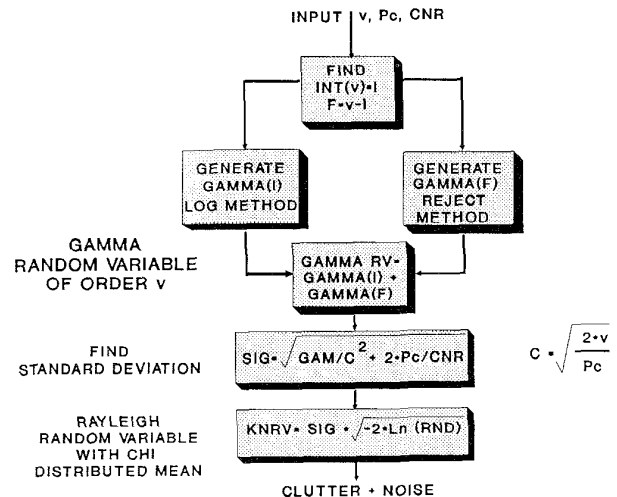 INPUT v, Pc, CNR
FIND
INT(v)=I
F=v-I
GENERATE
GAMMA(I)
LOG METHOD
GENERATE
GAMMA(F)
REJECT
METHOD
GAMMA
RANDOM VARIABLE
OF ORDER v
GAMMA RV=
GAMMA(I) +
GAMMA(F)
FIND
STANDARD DEVIATION
SIG=√GAM/C² + 2*Pc/CNR
C = √2*v/Pc
RAYLEIGH
RANDOM VARIABLE
WITH CHI
DISTRIBUTED MEAN
KNRV= SIG * √-2*Ln (RND)
CLUTTER + NOISE